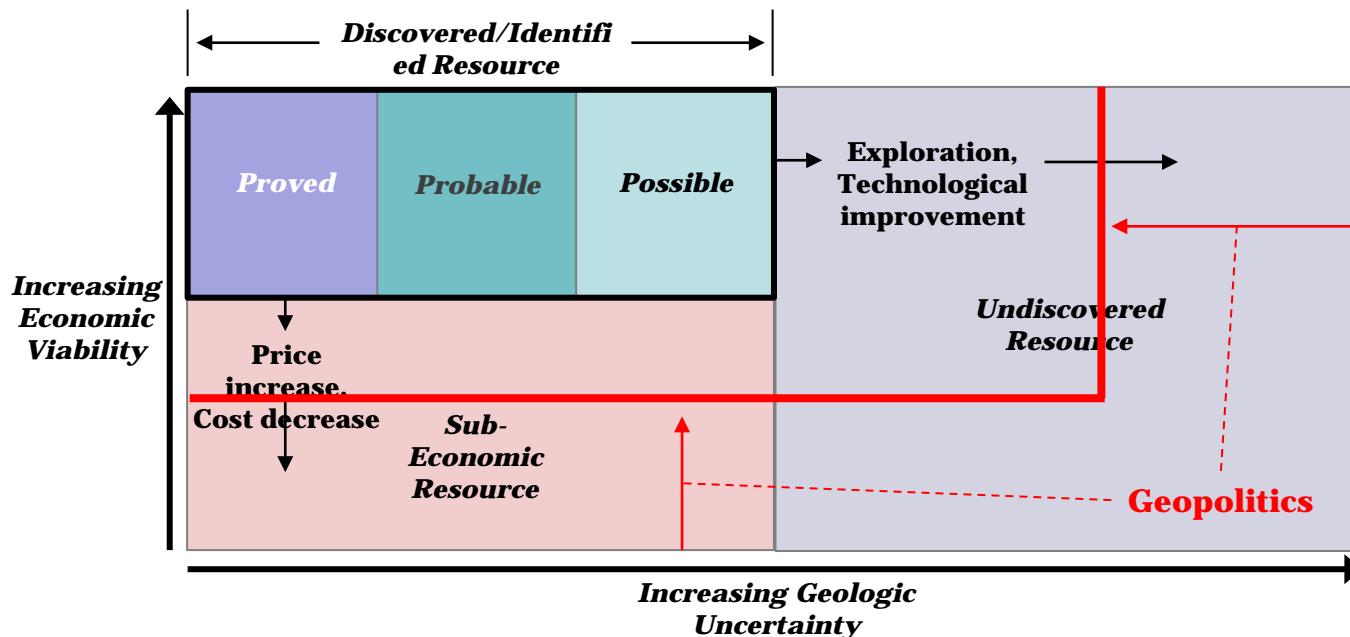 Discovered/Identifi
ed Resource
Proved
Probable
Possible
Exploration,
Technological
improvement
Increasing
Economic
Viability
Undiscovered
Resource
Price
increase,
Cost decrease
Sub-
Economic
Resource
Geopolitics
Increasing Geologic
Uncertainty